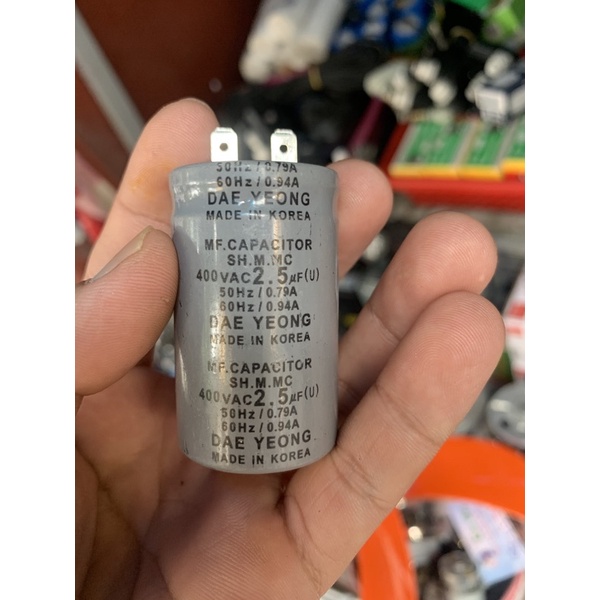 50Hz/0.79A
60Hz/0.94A
DAE YEONG
MADE IN KOREA
MF.CAPACITOR
SH.M.MC
400VAC2.5µF(U)
50Hz/0.79A
60Hz/0.94A
DAE YEONG
MADE IN KOREA
MF.CAPACITOR
SH.M.MC
400VAC2.5µF(U)
50Hz/0.94A
60Hz/0.94A
DAE YEONG
MADE IN KOREA